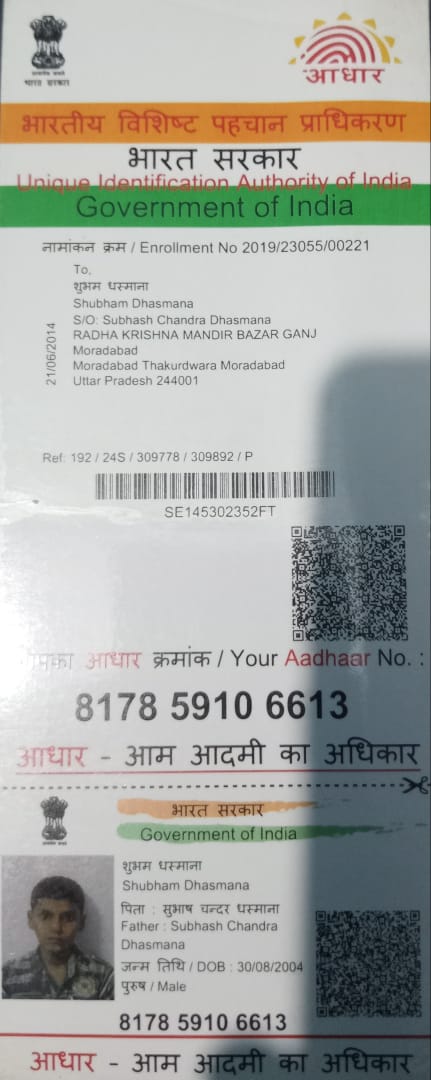 भारत सरकार
आधार
भारतीय विशिष्ट पहचान प्राधिकरण
भारत सरकार
Unique Identification Authority of India
Government of India
नामांकन क्रम / Enrollment No 2019/23055/00221
To,
शुभम धस्माना
Shubham Dhasmana
S/O: Subhash Chandra Dhasmana
RADHA KRISHNA MANDIR BAZAR GANJ
Moradabad
Moradabad Thakurdwara Moradabad
Uttar Pradesh 244001
21/06/2014
Ref: 192 / 24S / 309778 / 309892 / P
SE145302352FT
आधार क्रमांक / Your Aadhaar No. :
8178 5910 6613
आधार - आम आदमी का अधिकार
भारत सरकार
Government of India
शुभम धस्माना
Shubham Dhasmana
पिता : सुभाष चन्दर धस्माना
Father : Subhash Chandra
Dhasmana
जन्म तिथि / DOB : 30/08/2004
पुरुष / Male
8178 5910 6613
आधार - आम आदमी का अधिकार